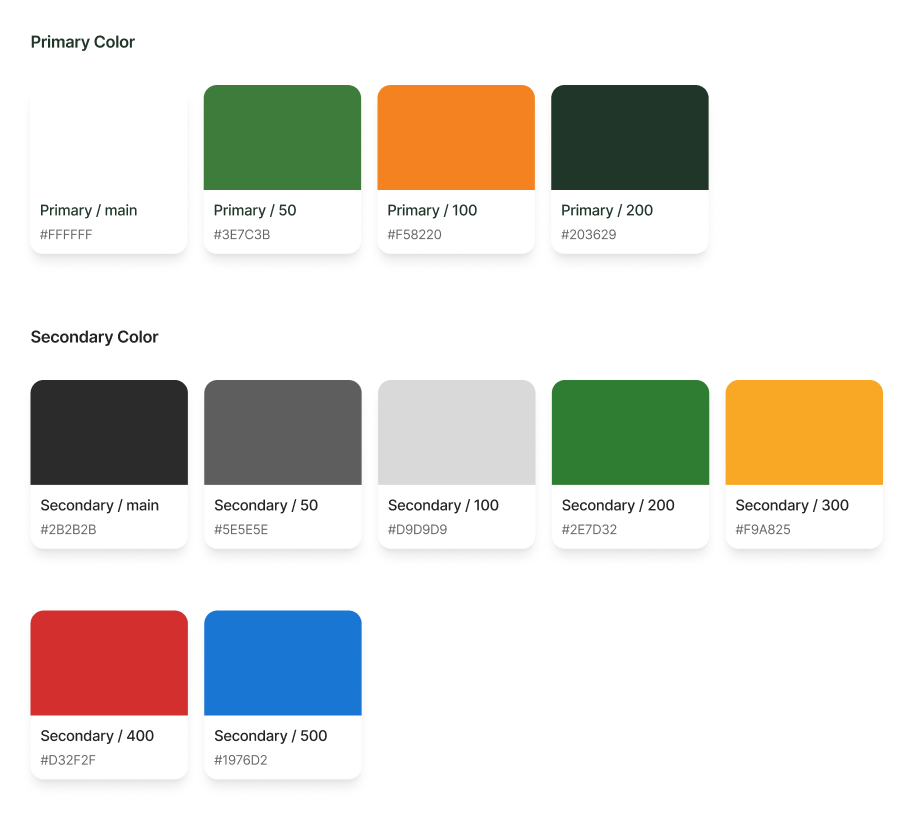 Primary Color
Primary / main
#FFFFFF
Primary / 50
#3E7C3B
Primary / 100
#F58220
Primary / 200
#203629
Secondary Color
Secondary / main
#2B2B2B
Secondary / 50
#5E5E5E
Secondary / 100
#D9D9D9
Secondary / 200
#2E7D32
Secondary / 300
#F9A825
Secondary / 400
#D32F2F
Secondary / 500
#1976D2